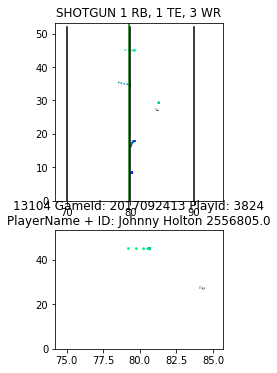 SHOTGUN 1 RB, 1 TE, 3 WR
50
40
30
20
10
0
70 80 90
13104 GameId: 2017092413 PlayId: 3824
PlayerName + ID: Johnny Holton 2556805.0
40
20
0
75.0 77.5 80.0 82.5 85.0